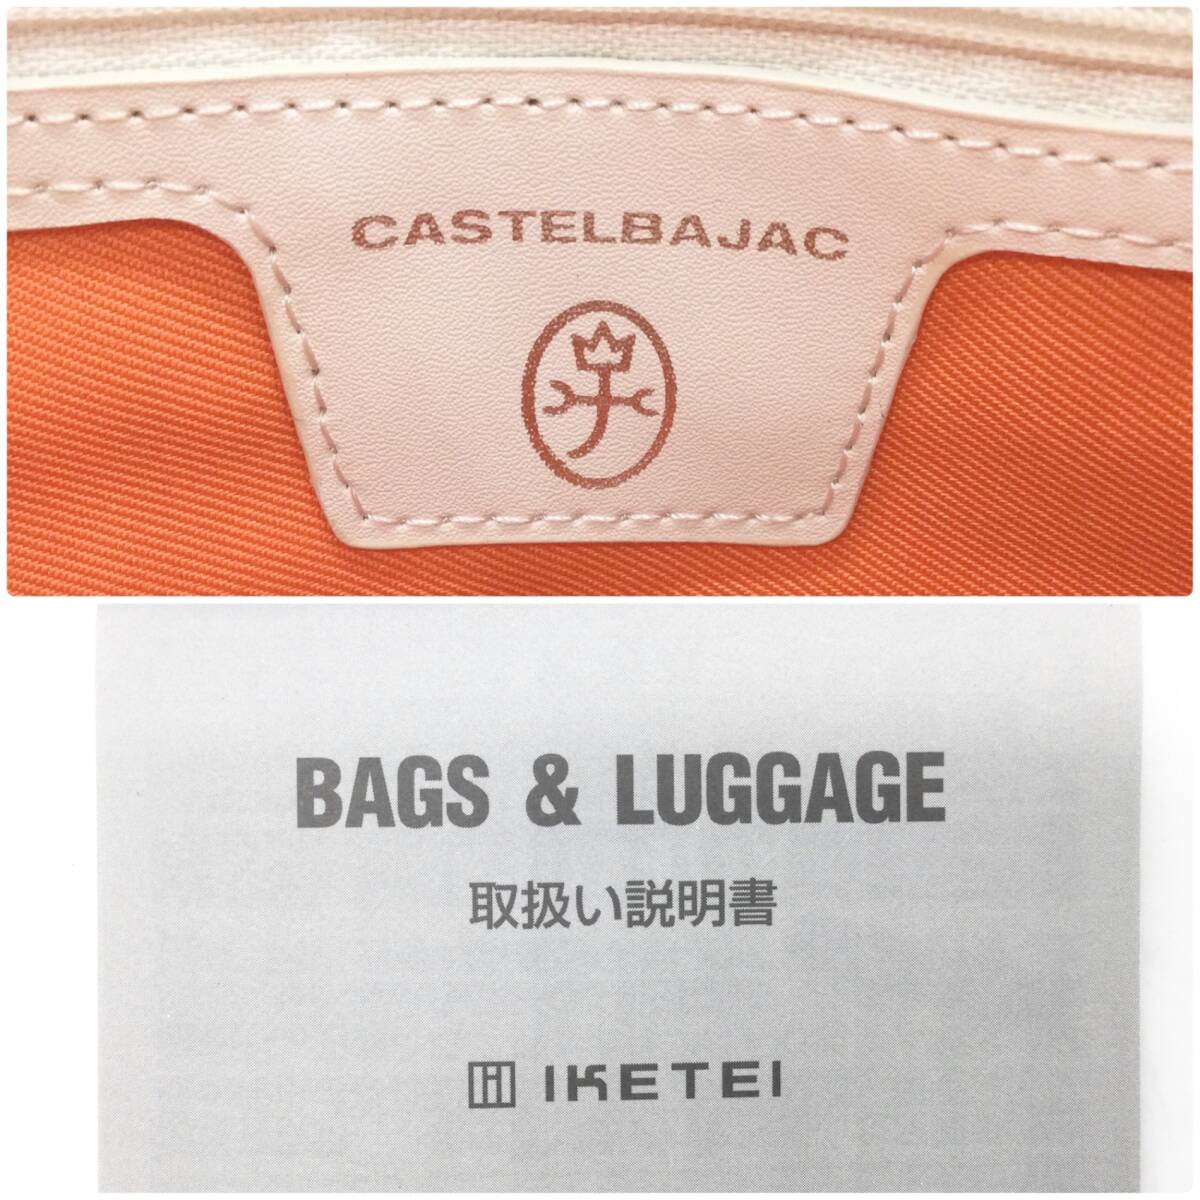 CASTELBAJAC
BAGS & LUGGAGE
取扱い説明書
IKETEI